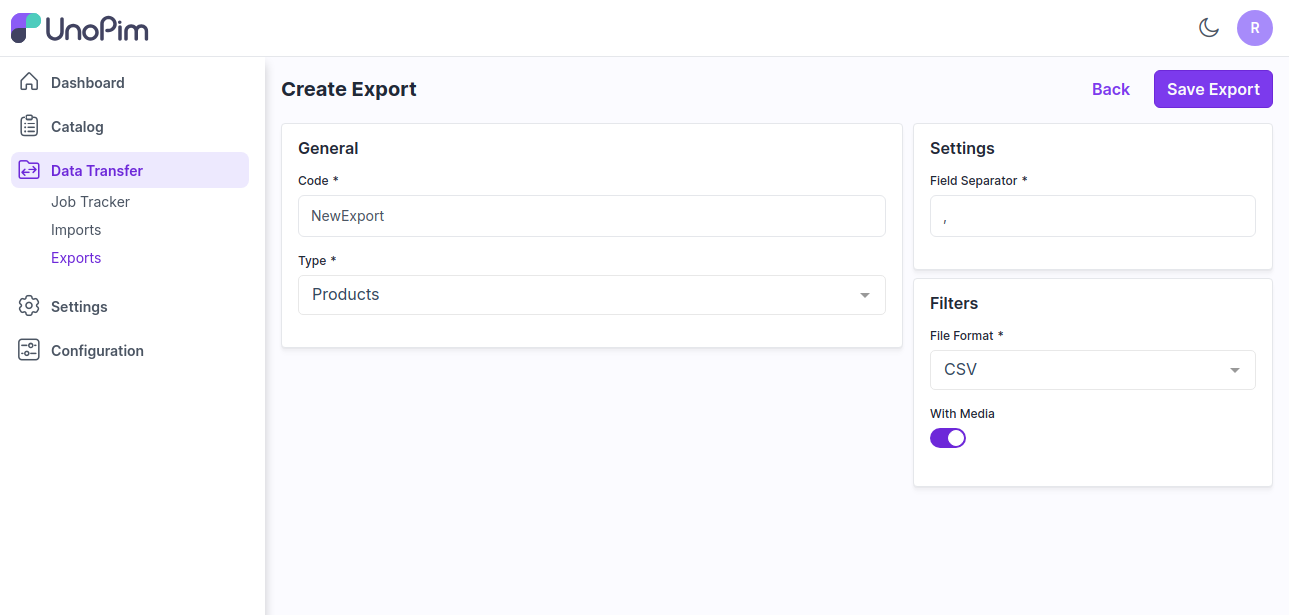 UnoPim
R
Dashboard
Catalog
Data Transfer
Job Tracker
Imports
Exports
Settings
Configuration
Create Export
Back
Save Export
General
Code *
NewExport
Type *
Products
Settings
Field Separator *
,
Filters
File Format *
CSV
With Media